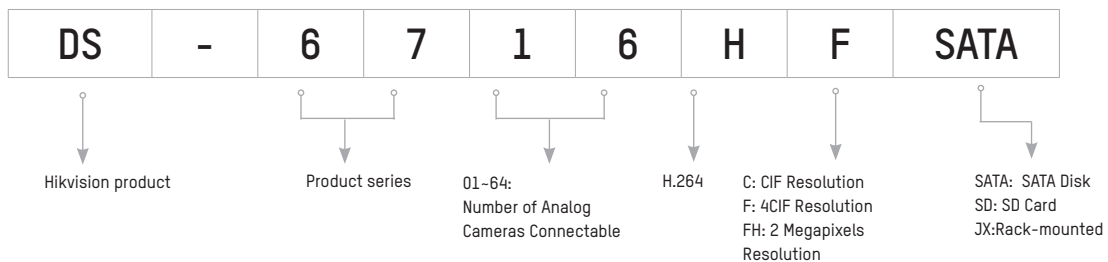 DS - 6 7 1 6 H F SATA
Hikvision product
Product series
01~64:
Number of Analog
Cameras Connectable
H.264
C: CIF Resolution
F: 4CIF Resolution
FH: 2 Megapixels
Resolution
SATA: SATA Disk
SD: SD Card
JX:Rack-mounted